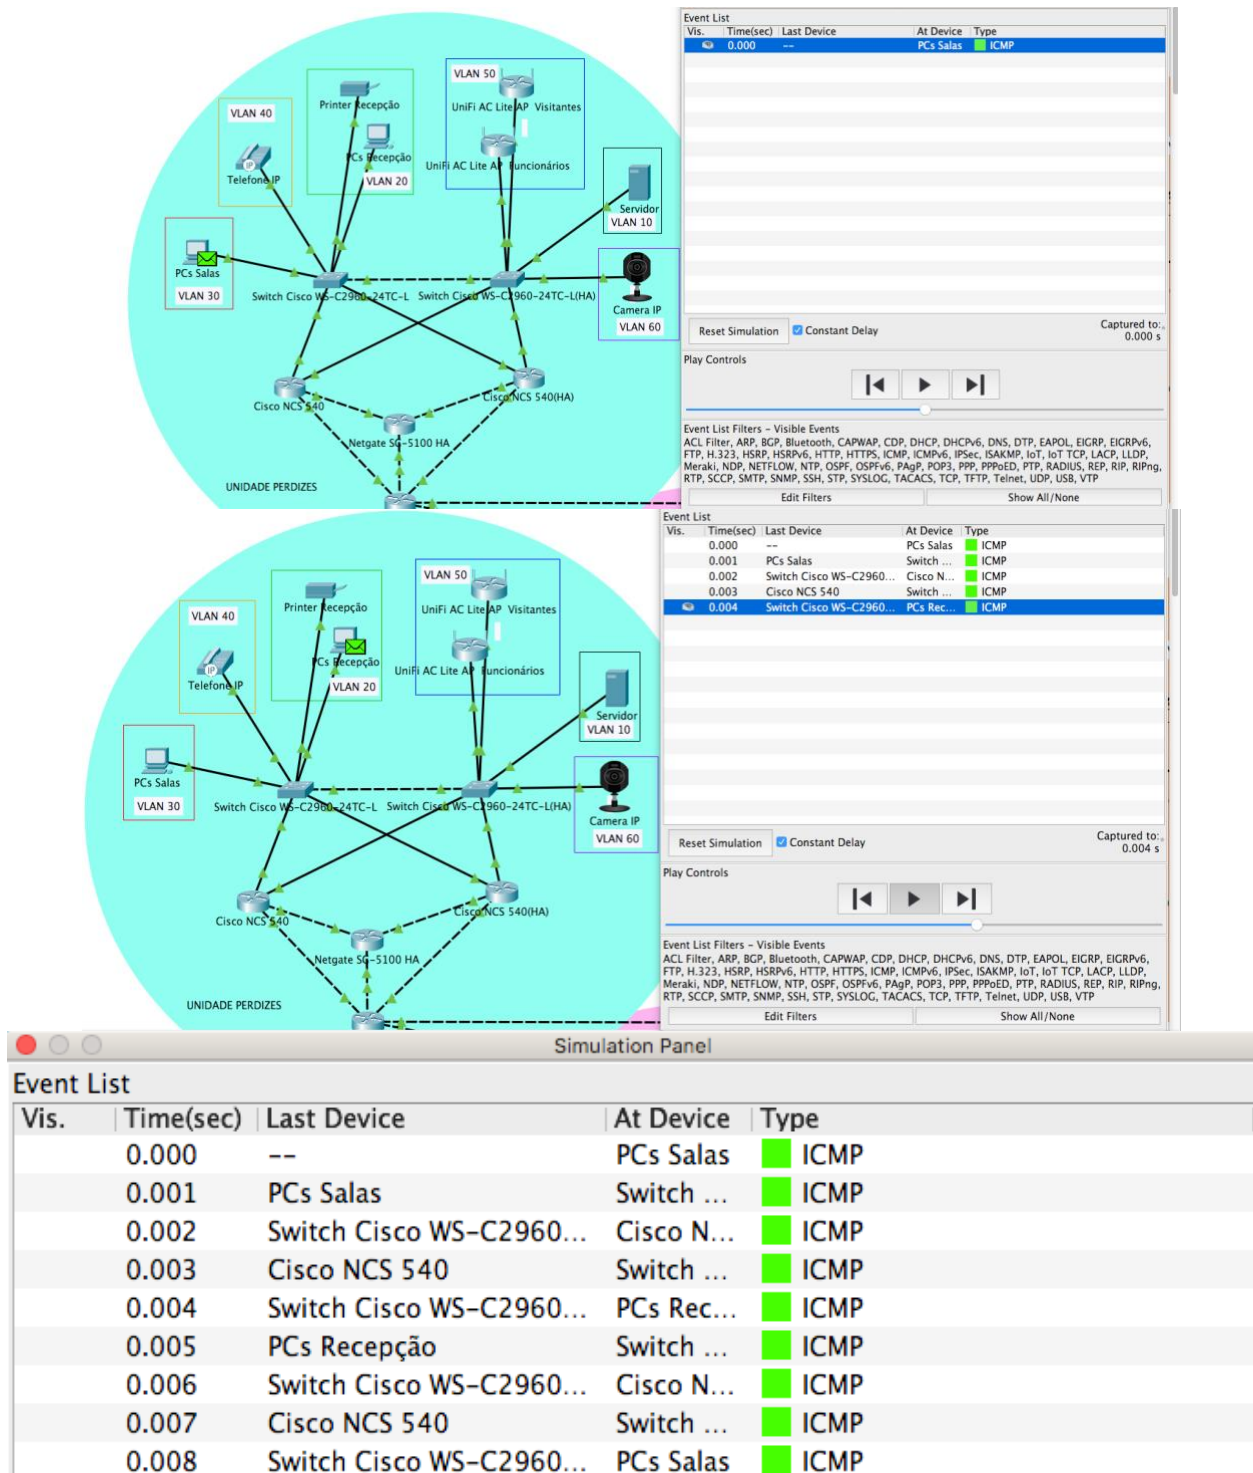 Event List
Vis. Time(sec) Last Device At Device Type
0.000 -- PCs Salas ICMP
VLAN 50
UniFi AC Lite AP Visitantes
Printer Recepção
VLAN 40
PCs Recepção
UniFi AC Lite AP Funcionários
Telefone IP
IP
VLAN 20
Servidor
VLAN 10
PCs Salas
VLAN 30
Switch Cisco WS-C2960-24TC-L
Switch Cisco WS-C2960-24TC-L(HA)
Camera IP
VLAN 60
Cisco NCS 540
Cisco NCS 540(HA)
Netgate SG-5100 HA
UNIDADE PERDIZES
Reset Simulation Constant Delay
Captured to:
0.000 s
Play Controls
Event List Filters - Visible Events
ACL Filter, ARP, BGP, Bluetooth, CAPWAP, CDP, DHCP, DHCPv6, DNS, DTP, EAPOL, EIGRP, EIGRPv6,
FTP, H.323, HSRP, HSRPv6, HTTP, HTTPS, ICMP, ICMPv6, IPSec, ISAKMP, IoT, IoT TCP, LACP, LLDP,
Meraki, NDP, NETFLOW, NTP, OSPF, OSPFv6, PAgP, POP3, PPP, PPPoED, PTP, RADIUS, REP, RIP, RIPng,
RTP, SCCP, SMTP, SNMP, SSH, STP, SYSLOG, TACACS, TCP, TFTP, Telnet, UDP, USB, VTP
Edit Filters Show All/None
Event List
Vis. Time(sec) Last Device At Device Type
0.000 -- PCs Salas ICMP
0.001 PCs Salas Switch ... ICMP
0.002 Switch Cisco WS-C2960... Cisco N... ICMP
0.003 Cisco NCS 540 Switch ... ICMP
0.004 Switch Cisco WS-C2960... PCs Rec... ICMP
VLAN 50
UniFi AC Lite AP Visitantes
Printer Recepção
VLAN 40
PCs Recepção
UniFi AC Lite AP Funcionários
Telefone IP
IP
VLAN 20
Servidor
VLAN 10
PCs Salas
VLAN 30
Switch Cisco WS-C2960-24TC-L
Switch Cisco WS-C2960-24TC-L(HA)
Camera IP
VLAN 60
Cisco NCS 540
Cisco NCS 540(HA)
Netgate SG-5100 HA
UNIDADE PERDIZES
Reset Simulation Constant Delay
Captured to:
0.004 s
Play Controls
Event List Filters - Visible Events
ACL Filter, ARP, BGP, Bluetooth, CAPWAP, CDP, DHCP, DHCPv6, DNS, DTP, EAPOL, EIGRP, EIGRPv6,
FTP, H.323, HSRP, HSRPv6, HTTP, HTTPS, ICMP, ICMPv6, IPSec, ISAKMP, IoT, IoT TCP, LACP, LLDP,
Meraki, NDP, NETFLOW, NTP, OSPF, OSPFv6, PAgP, POP3, PPP, PPPoED, PTP, RADIUS, REP, RIP, RIPng,
RTP, SCCP, SMTP, SNMP, SSH, STP, SYSLOG, TACACS, TCP, TFTP, Telnet, UDP, USB, VTP
Edit Filters Show All/None
Simulation Panel
Event List
Vis. Time(sec) Last Device At Device Type
0.000 -- PCs Salas ICMP
0.001 PCs Salas Switch ... ICMP
0.002 Switch Cisco WS-C2960... Cisco N... ICMP
0.003 Cisco NCS 540 Switch ... ICMP
0.004 Switch Cisco WS-C2960... PCs Rec... ICMP
0.005 PCs Recepção Switch ... ICMP
0.006 Switch Cisco WS-C2960... Cisco N... ICMP
0.007 Cisco NCS 540 Switch ... ICMP
0.008 Switch Cisco WS-C2960... PCs Salas ICMP